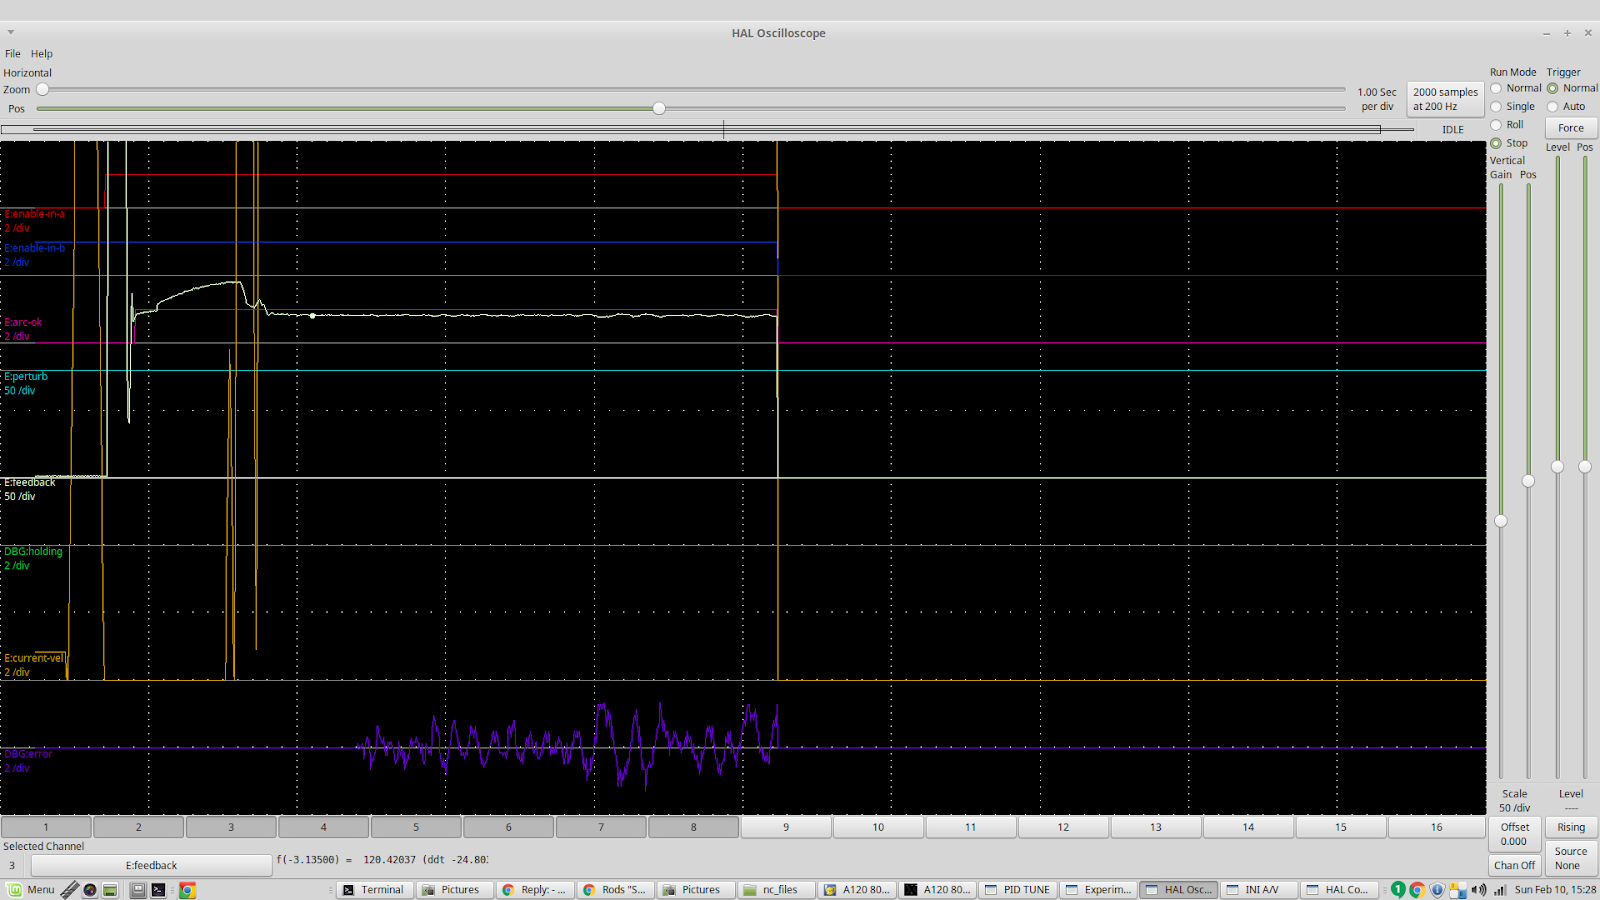 HAL Oscilloscope
File Help
Horizontal
Zoom
Pos
1.00 Sec
per div
2000 samples
at 200 Hz
IDLE
Run Mode
Normal
Single
Roll
Stop
Trigger
Normal
Auto
Force
Level Pos
Vertical
Gain Pos
E:enable-in-a
2 /div
E:enable-in-b
2 /div
E:arc-ok
2 /div
E:perturb
50 /div
E:feedback
50 /div
DBG:holding
2 /div
E:current-vel
2 /div
DBG:error
2 /div
Scale
50 /div
Offset
0.000
Chan Off
Level
----
Rising
Source
None
1 2 3 4 5 6 7 8 9 10 11 12 13 14 15 16
Selected Channel
3 E:feedback f(-3.13500) = 120.42037 (ddt -24.80
Menu Terminal Pictures Reply: - ... Rods "S... Pictures nc_files A120 80... A120 80... PID TUNE Experim... HAL Osc... INI A/V HAL Co... 1 Sun Feb 10, 15:28